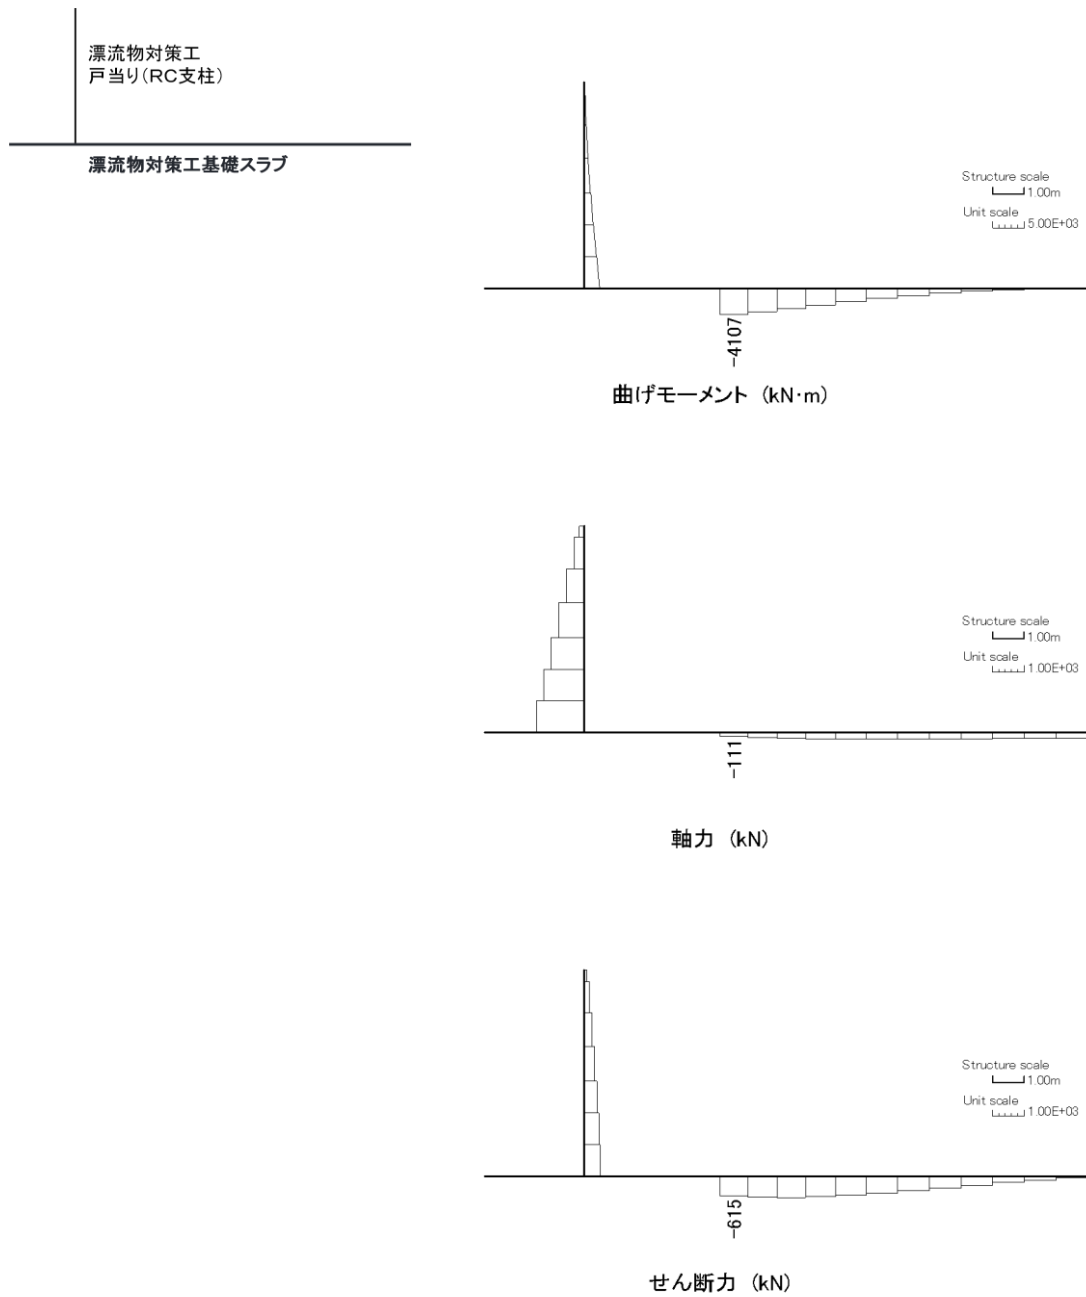 漂流物対策工
戸当り(RC支柱)
漂流物対策工基礎スラブ
Structure scale
1.00m
Unit scale
5.00E+03
-4107
曲げモーメント (kN·m)
Structure scale
1.00m
Unit scale
1.00E+03
-111
軸力 (kN)
Structure scale
1.00m
Unit scale
1.00E+03
-615
せん断力 (kN)